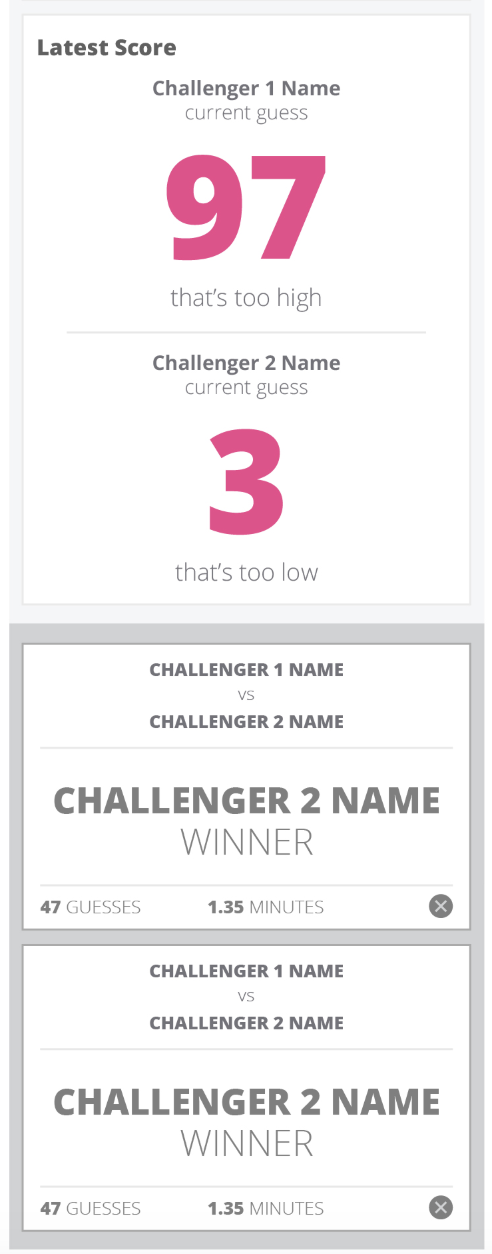 Latest Score
Challenger 1 Name
current guess
97
that's too high
Challenger 2 Name
current guess
3
that's too low
CHALLENGER 1 NAME
vs
CHALLENGER 2 NAME
CHALLENGER 2 NAME
WINNER
47 GUESSES 1.35 MINUTES
CHALLENGER 1 NAME
vs
CHALLENGER 2 NAME
CHALLENGER 2 NAME
WINNER
47 GUESSES 1.35 MINUTES